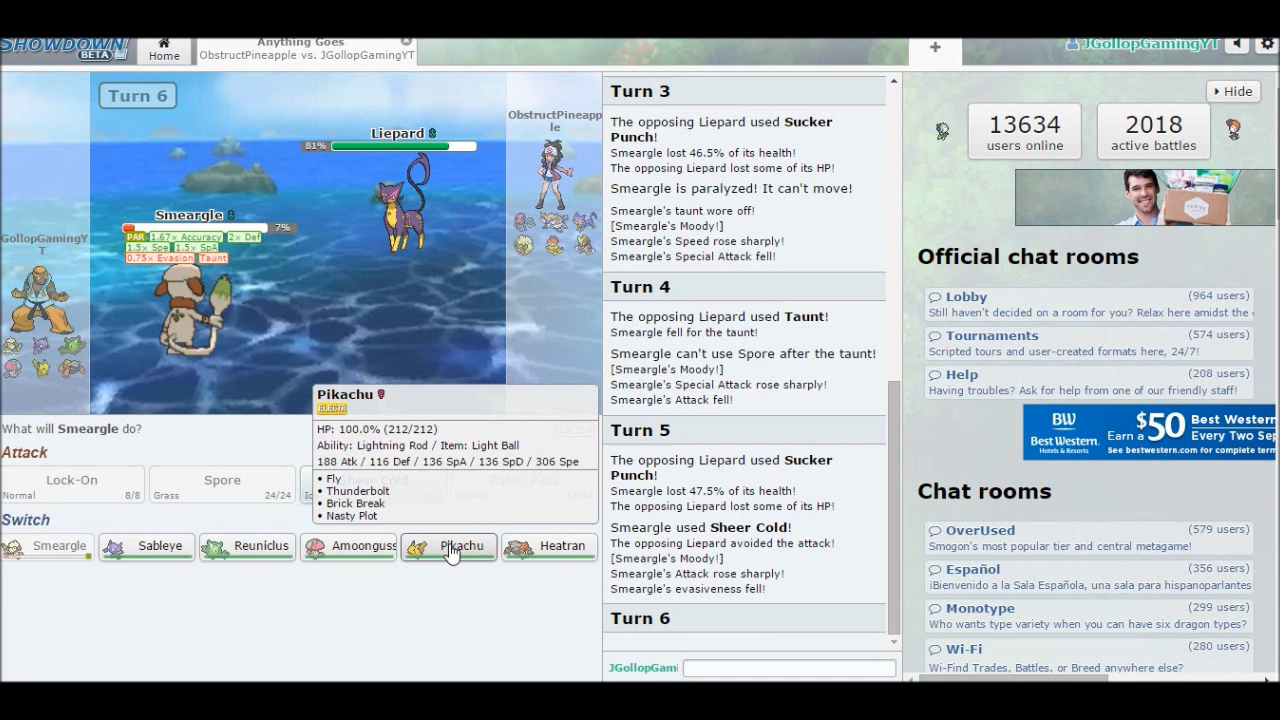 SHOWDOWN!
BETA
Home
Anything Goes
ObstructPineapple vs. JGollopGamingYT
+
JGollopGamingYT
Turn 6
ObstructPineapp
le
Liepard
81%
Smeargle
7%
PAR 1.67× Accuracy 2× Def
1.5× Spe 1.5× SpA
0.75× Evasion Taunt
GollopGamingY
T
Pikachu
ELECTR
HP: 100.0% (212/212)
Ability: Lightning Rod / Item: Light Ball
188 Atk / 116 Def / 136 SpA / 136 SpD / 306 Spe
• Fly
• Thunderbolt
• Brick Break
• Nasty Plot
What will Smeargle do?
Attack
Lock-On
Normal 8/8
Spore
Grass 24/24
Sheer Cold
Baton Pass
Switch
Smeargle
Sableye
Reuniclus
Amoongus
Pikachu
Heatran
Turn 3
The opposing Liepard used Sucker
Punch!
Smeargle lost 46.5% of its health!
The opposing Liepard lost some of its HP!
Smeargle is paralyzed! It can't move!
Smeargle's taunt wore off!
[Smeargle's Moody!]
Smeargle's Speed rose sharply!
Smeargle's Special Attack fell!
Turn 4
The opposing Liepard used Taunt!
Smeargle fell for the taunt!
Smeargle can't use Spore after the taunt!
[Smeargle's Moody!]
Smeargle's Special Attack rose sharply!
Smeargle's Attack fell!
Turn 5
The opposing Liepard used Sucker
Punch!
Smeargle lost 47.5% of its health!
The opposing Liepard lost some of its HP!
Smeargle used Sheer Cold!
The opposing Liepard avoided the attack!
[Smeargle's Moody!]
Smeargle's Attack rose sharply!
Smeargle's evasiveness fell!
Turn 6
JGollopGami
Hide
13634
users online
2018
active battles
Official chat rooms
Lobby (964 users)
Still haven't decided on a room for you? Relax here amidst the
Tournaments (574 users)
Scripted tours and user-created formats here, 24/7!
Help (208 users)
Having troubles? Ask for help from one of our friendly staff!
BW
Best Western.
Hotels & Resorts
Earn a $50 Best Western
Every Two Sep
See bestwestern.com for complete term
Chat rooms
OverUsed (579 users)
Smogon's most popular tier and central metagame!
Español (356 users)
¡Bienvenido a la Sala Española, una sala para hispanoparlantes
Monotype (299 users)
Who wants type variety when you can have six dragon types?
Wi-Fi (280 users)
Wi-Find Trades, Battles, or Breed anywhere else?